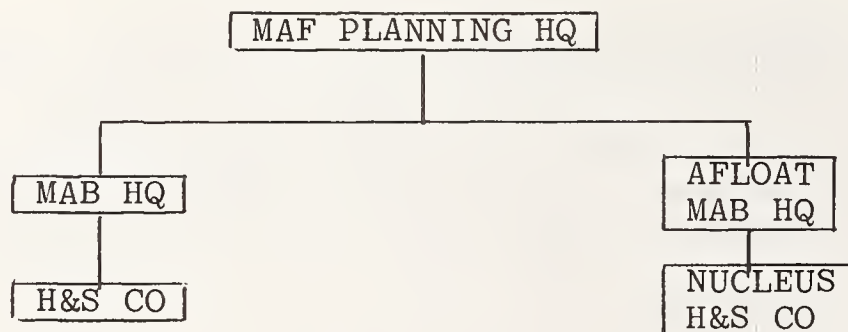 MAF PLANNING HQ
MAB HQ
AFLOAT
MAB HQ
H&S CO
NUCLEUS
H&S CO